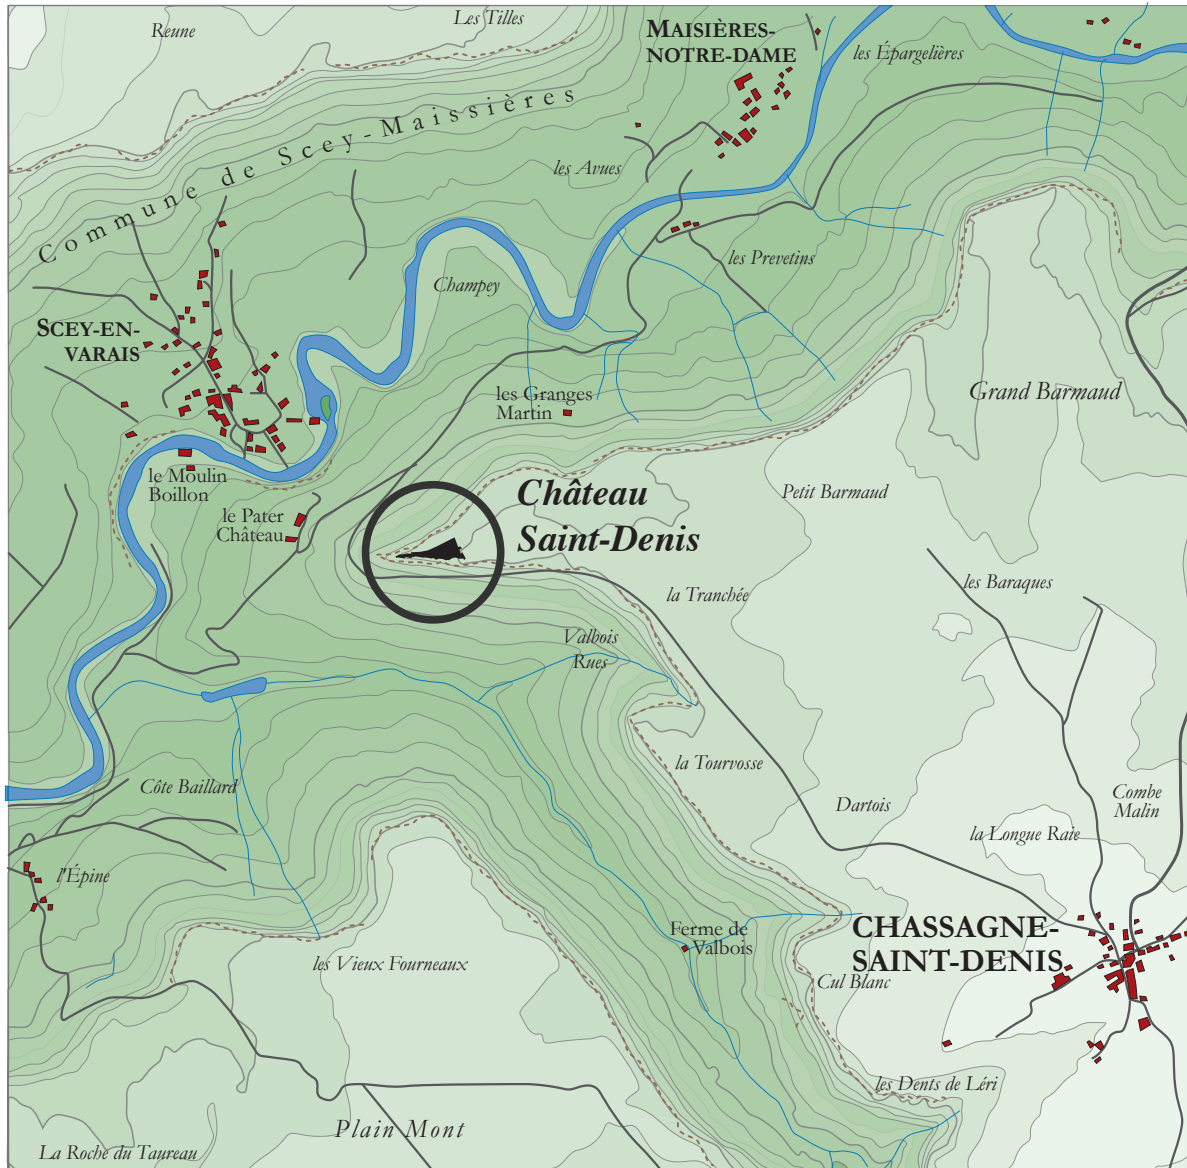 Reune
Les Tilles
MAISIÈRES-
NOTRE-DAME
les Épargelières
Commune de Scey-Maissières
les Avues
les Prevetins
Champey
SCEY-EN-
VARAIS
les Granges
Martin
Grand Barmaud
le Moulin
Boillon
Château
Saint-Denis
Petit Barmaud
le Pater
Château
la Tranchée
les Baraques
Valbois
Rues
la Tourvosse
Côte Baillard
Dartois
Combe
Malin
la Longue Raie
l'Épine
Ferme de
Valbois
CHASSAGNE-
SAINT-DENIS
les Vieux Fourneaux
Cul Blanc
les Dents de Léri
Plain Mont
La Roche du Taureau